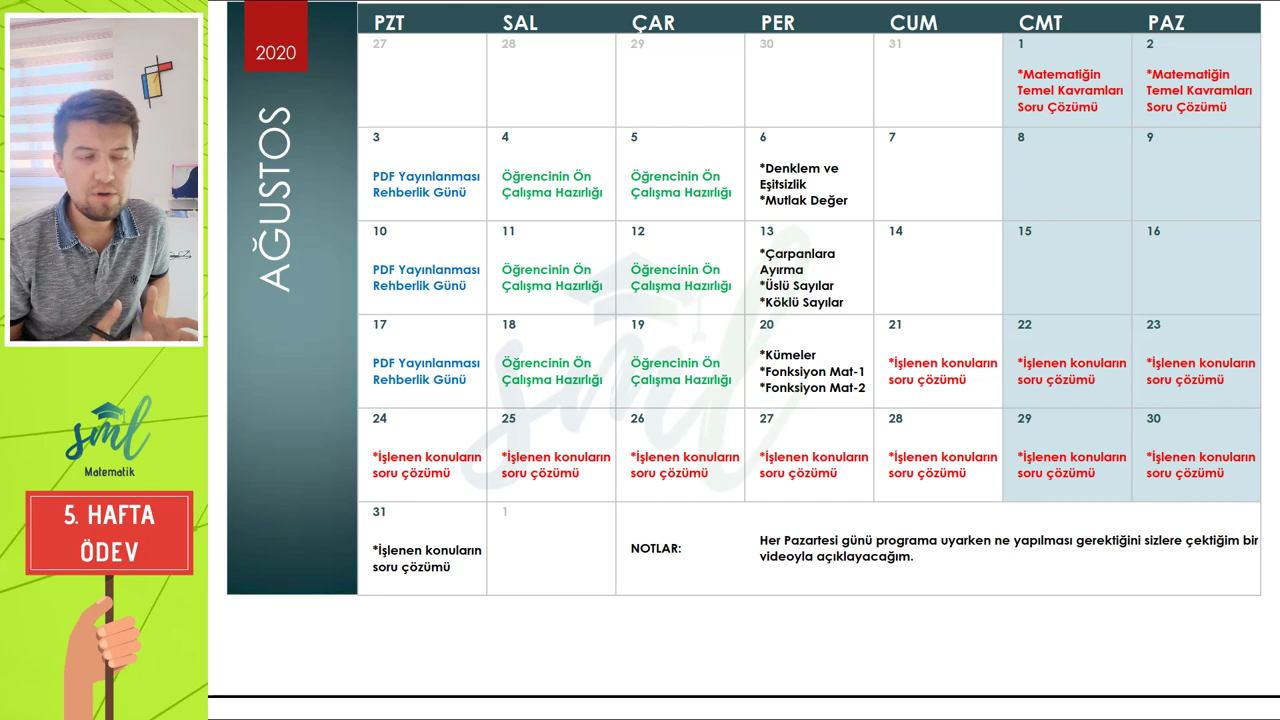 2020
AĞUSTOS
PZT SAL ÇAR PER CUM CMT PAZ
27 28 29 30 31 1 2
*Matematiğin
Temel Kavramları
Soru Çözümü
*Matematiğin
Temel Kavramları
Soru Çözümü
3 4 5 6 7 8 9
PDF Yayınlanması
Rehberlik Günü
Öğrencinin Ön
Çalışma Hazırlığı
Öğrencinin Ön
Çalışma Hazırlığı
*Denklem ve
Eşitsizlik
*Mutlak Değer
10 11 12 13 14 15 16
PDF Yayınlanması
Rehberlik Günü
Öğrencinin Ön
Çalışma Hazırlığı
Öğrencinin Ön
Çalışma Hazırlığı
*Çarpanlara
Ayırma
*Üslü Sayılar
*Köklü Sayılar
17 18 19 20 21 22 23
PDF Yayınlanması
Rehberlik Günü
Öğrencinin Ön
Çalışma Hazırlığı
Öğrencinin Ön
Çalışma Hazırlığı
*Kümeler
*Fonksiyon Mat-1
*Fonksiyon Mat-2
*İşlenen konuların
soru çözümü
*İşlenen konuların
soru çözümü
*İşlenen konuların
soru çözümü
24 25 26 27 28 29 30
*İşlenen konuların
soru çözümü
*İşlenen konuların
soru çözümü
*İşlenen konuların
soru çözümü
*İşlenen konuların
soru çözümü
*İşlenen konuların
soru çözümü
*İşlenen konuların
soru çözümü
*İşlenen konuların
soru çözümü
31 1
*İşlenen konuların
soru çözümü
NOTLAR:
Her Pazartesi günü programa uyarken ne yapılması gerektiğini sizlere çektiğim bir
videoyla açıklayacağım.
sml
sml
Matematik
5. HAFTA
ÖDEV